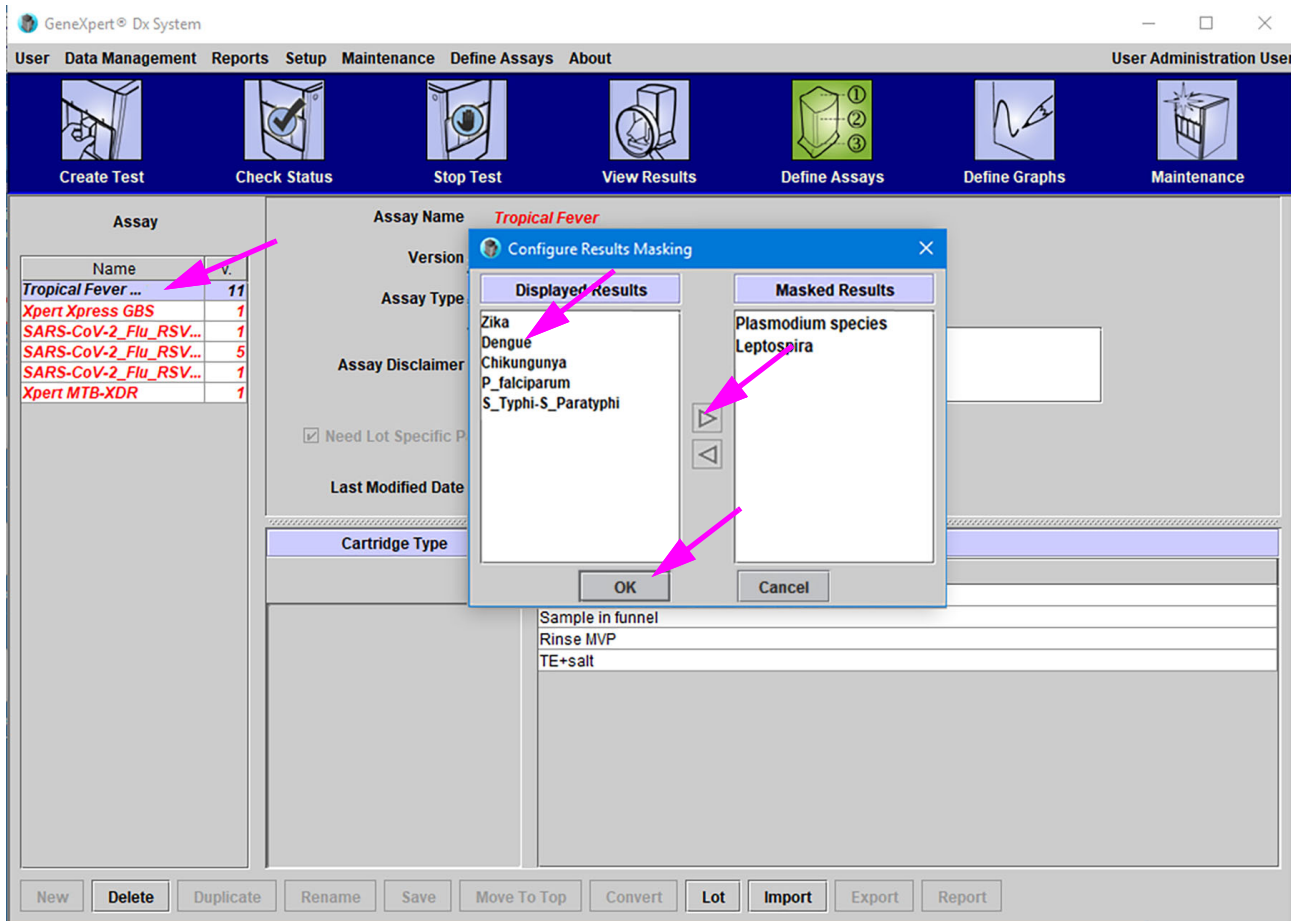 GeneXpert® Dx System
User Data Management Reports Setup Maintenance Define Assays About User Administration User
① ② ③
Create Test Check Status Stop Test View Results Define Assays Define Graphs Maintenance
Assay
Name V.
Tropical Fever ... 11
Xpert Xpress GBS 1
SARS-CoV-2_Flu_RSV... 1
SARS-CoV-2_Flu_RSV... 5
SARS-CoV-2_Flu_RSV... 1
Xpert MTB-XDR 1
Assay Name Tropical Fever
Version
Assay Type
Assay Disclaimer
Need Lot Specific P
Last Modified Date
Configure Results Masking
Displayed Results
Zika
Dengue
Chikungunya
P_falciparum
S_Typhi-S_Paratyphi
Masked Results
Plasmodium species
Leptospira
OK Cancel
Cartridge Type
Sample in funnel
Rinse MVP
TE+salt
New Delete Duplicate Rename Save Move To Top Convert Lot Import Export Report